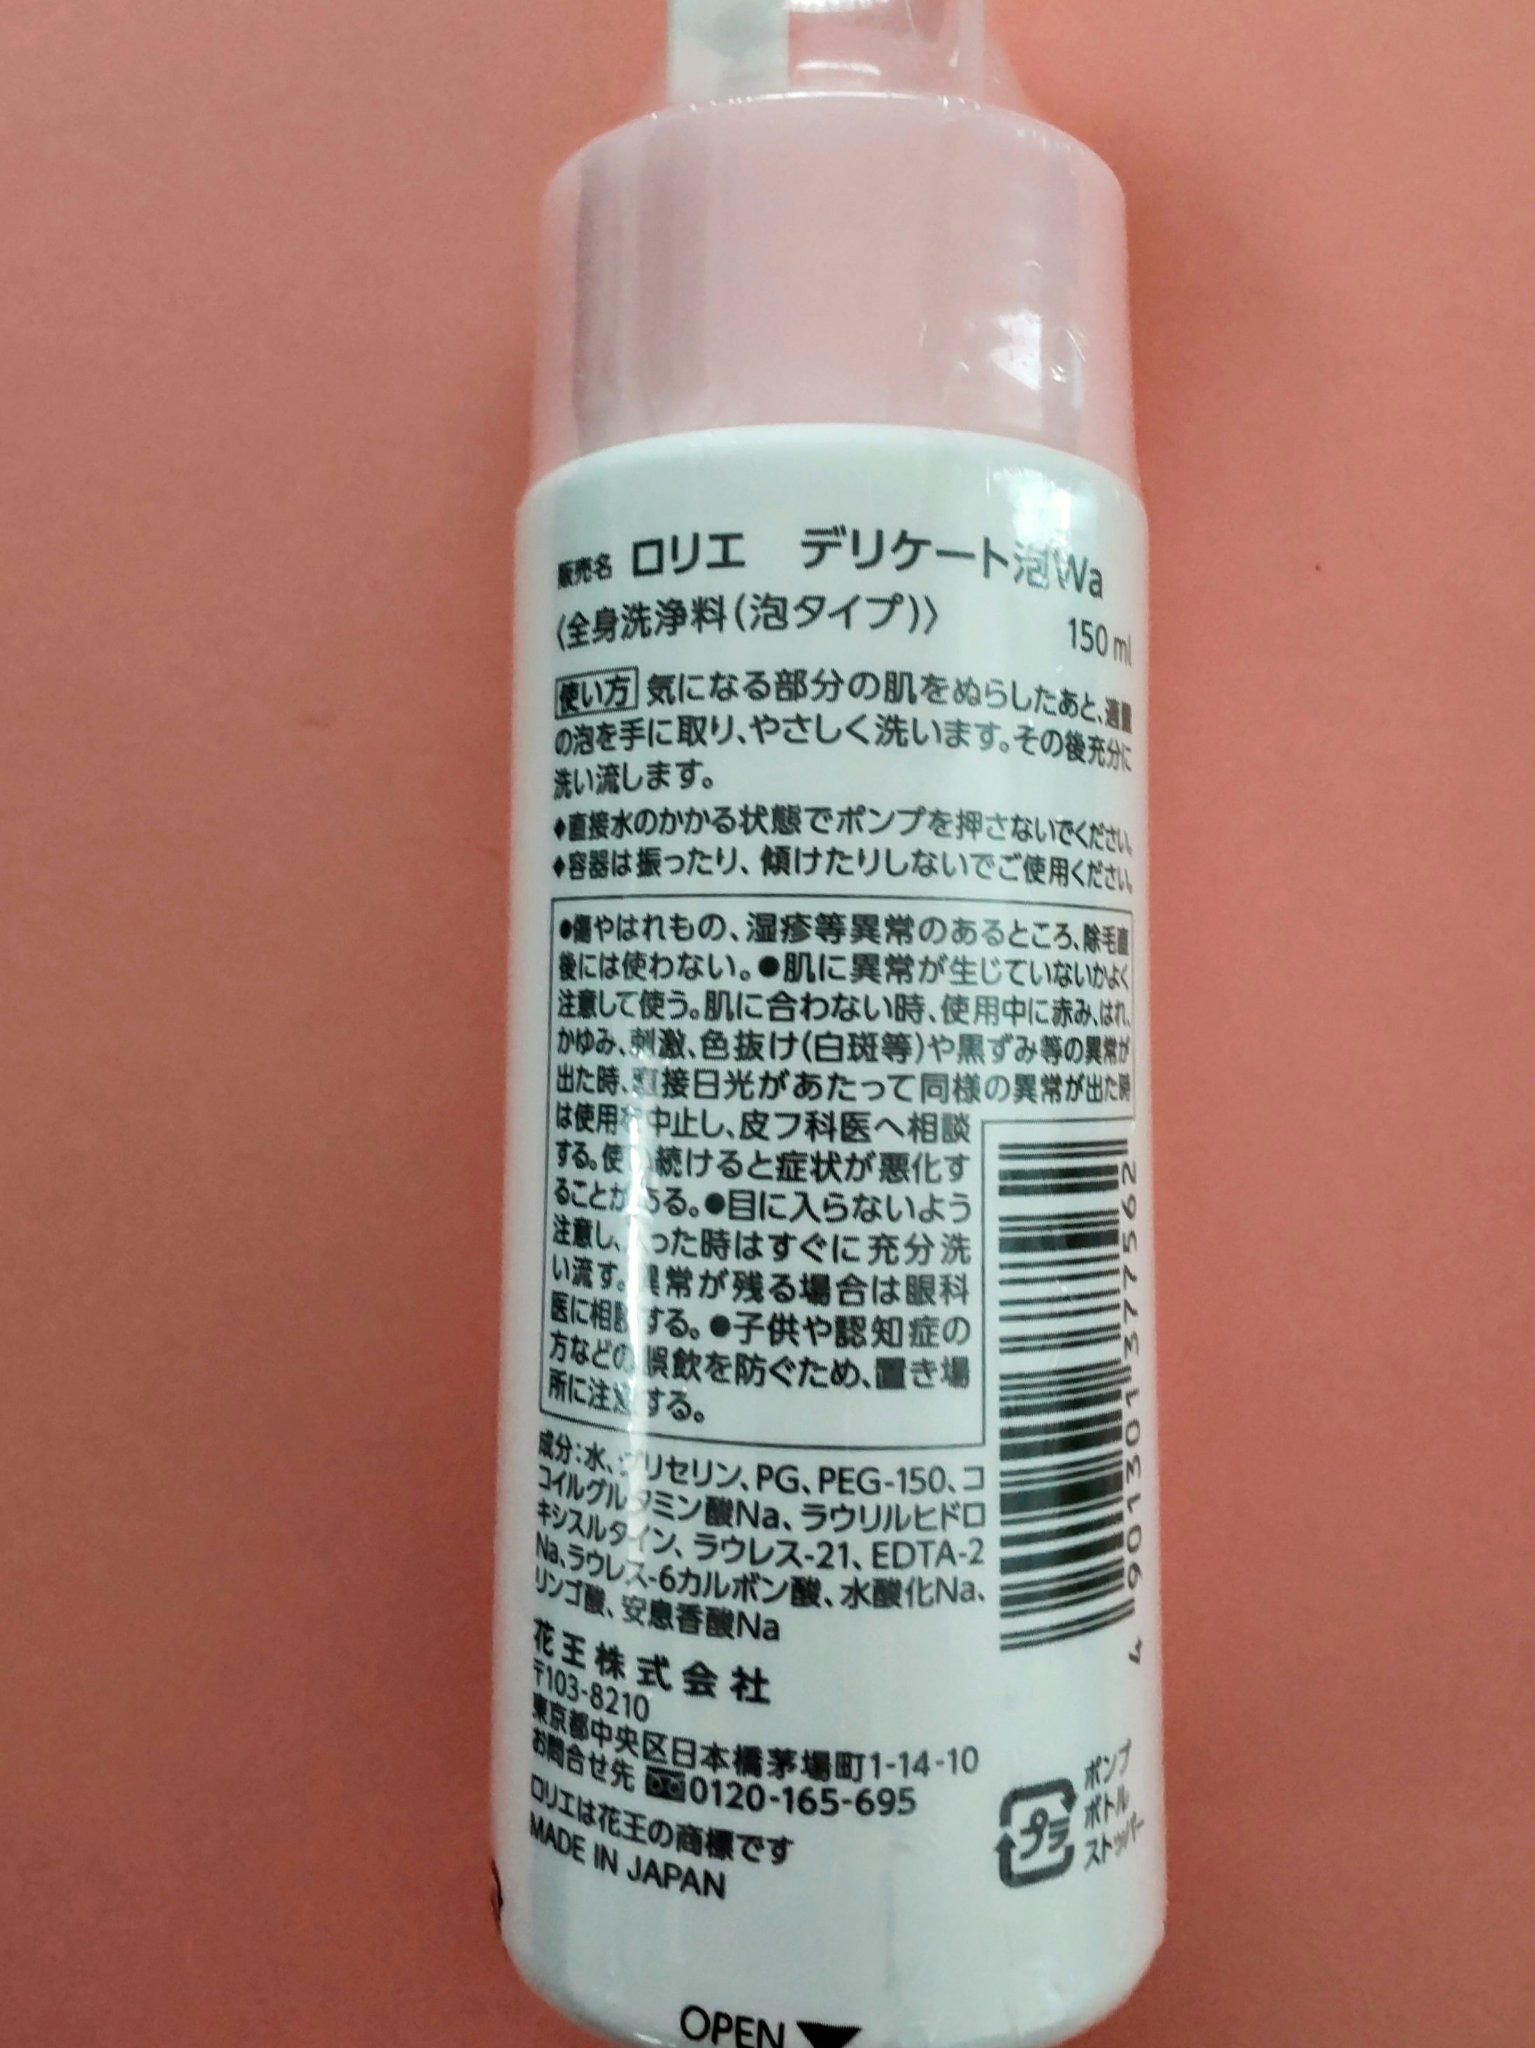 販売名 ロリエ　デリケート泡Wa
〈全身洗浄料(泡タイプ)〉 150 ml
使い方 気になる部分の肌をぬらしたあと、適量
の泡を手に取り、やさしく洗います。その後充分に
洗い流します。
♦直接水のかかる状態でポンプを押さないでください。
♦容器は振ったり、傾けたりしないでご使用ください。
●傷やはれもの、湿疹等異常のあるところ、除毛直
後には使わない。●肌に異常が生じていないかよく
注意して使う。肌に合わない時、使用中に赤み、はれ、
かゆみ、刺激、色抜け(白斑等)や黒ずみ等の異常が
出た時、直接日光があたって同様の異常が出た時
は使用を中止し、皮フ科医へ相談
する。使い続けると症状が悪化す
ることがある。●目に入らないよう
注意し、入った時はすぐに充分洗
い流す。異常が残る場合は眼科
医に相談する。●子供や認知症の
方などの誤飲を防ぐため、置き場
所に注意する。
成分:水、グリセリン、PG、PEG-150、コ
コイルグルタミン酸Na、ラウリルヒドロ
キシスルタイン、ラウレス-21、EDTA-2
Na、ラウレス-6カルボン酸、水酸化Na、
リンゴ酸、安息香酸Na
4 901301 377562
花王株式会社
〒103-8210
東京都中央区日本橋茅場町1-14-10
お問合せ先 0120-165-695
ロリエは花王の商標です
MADE IN JAPAN
プラ
ポンプ
ボトル
ストッパー
OPEN ▼